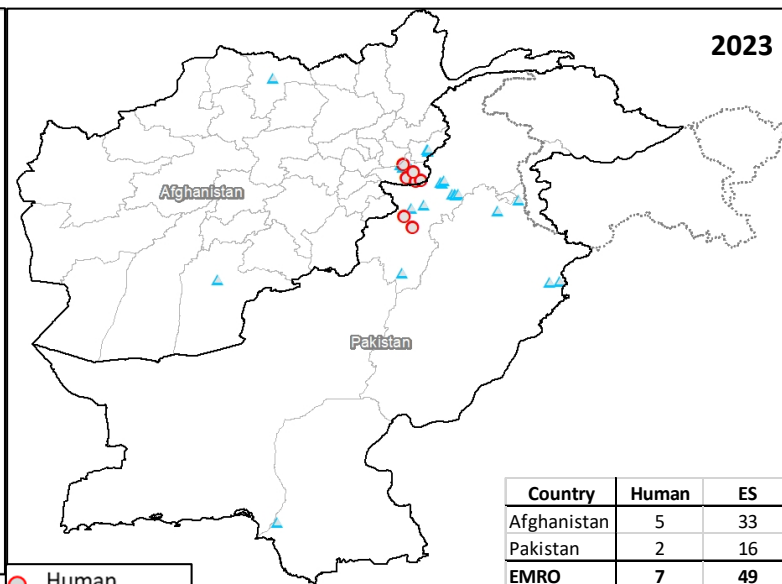 2023
Afghanistan
Pakistan
Country Human ES
Afghanistan 5 33
Pakistan 2 16
EMRO 7 49
Human